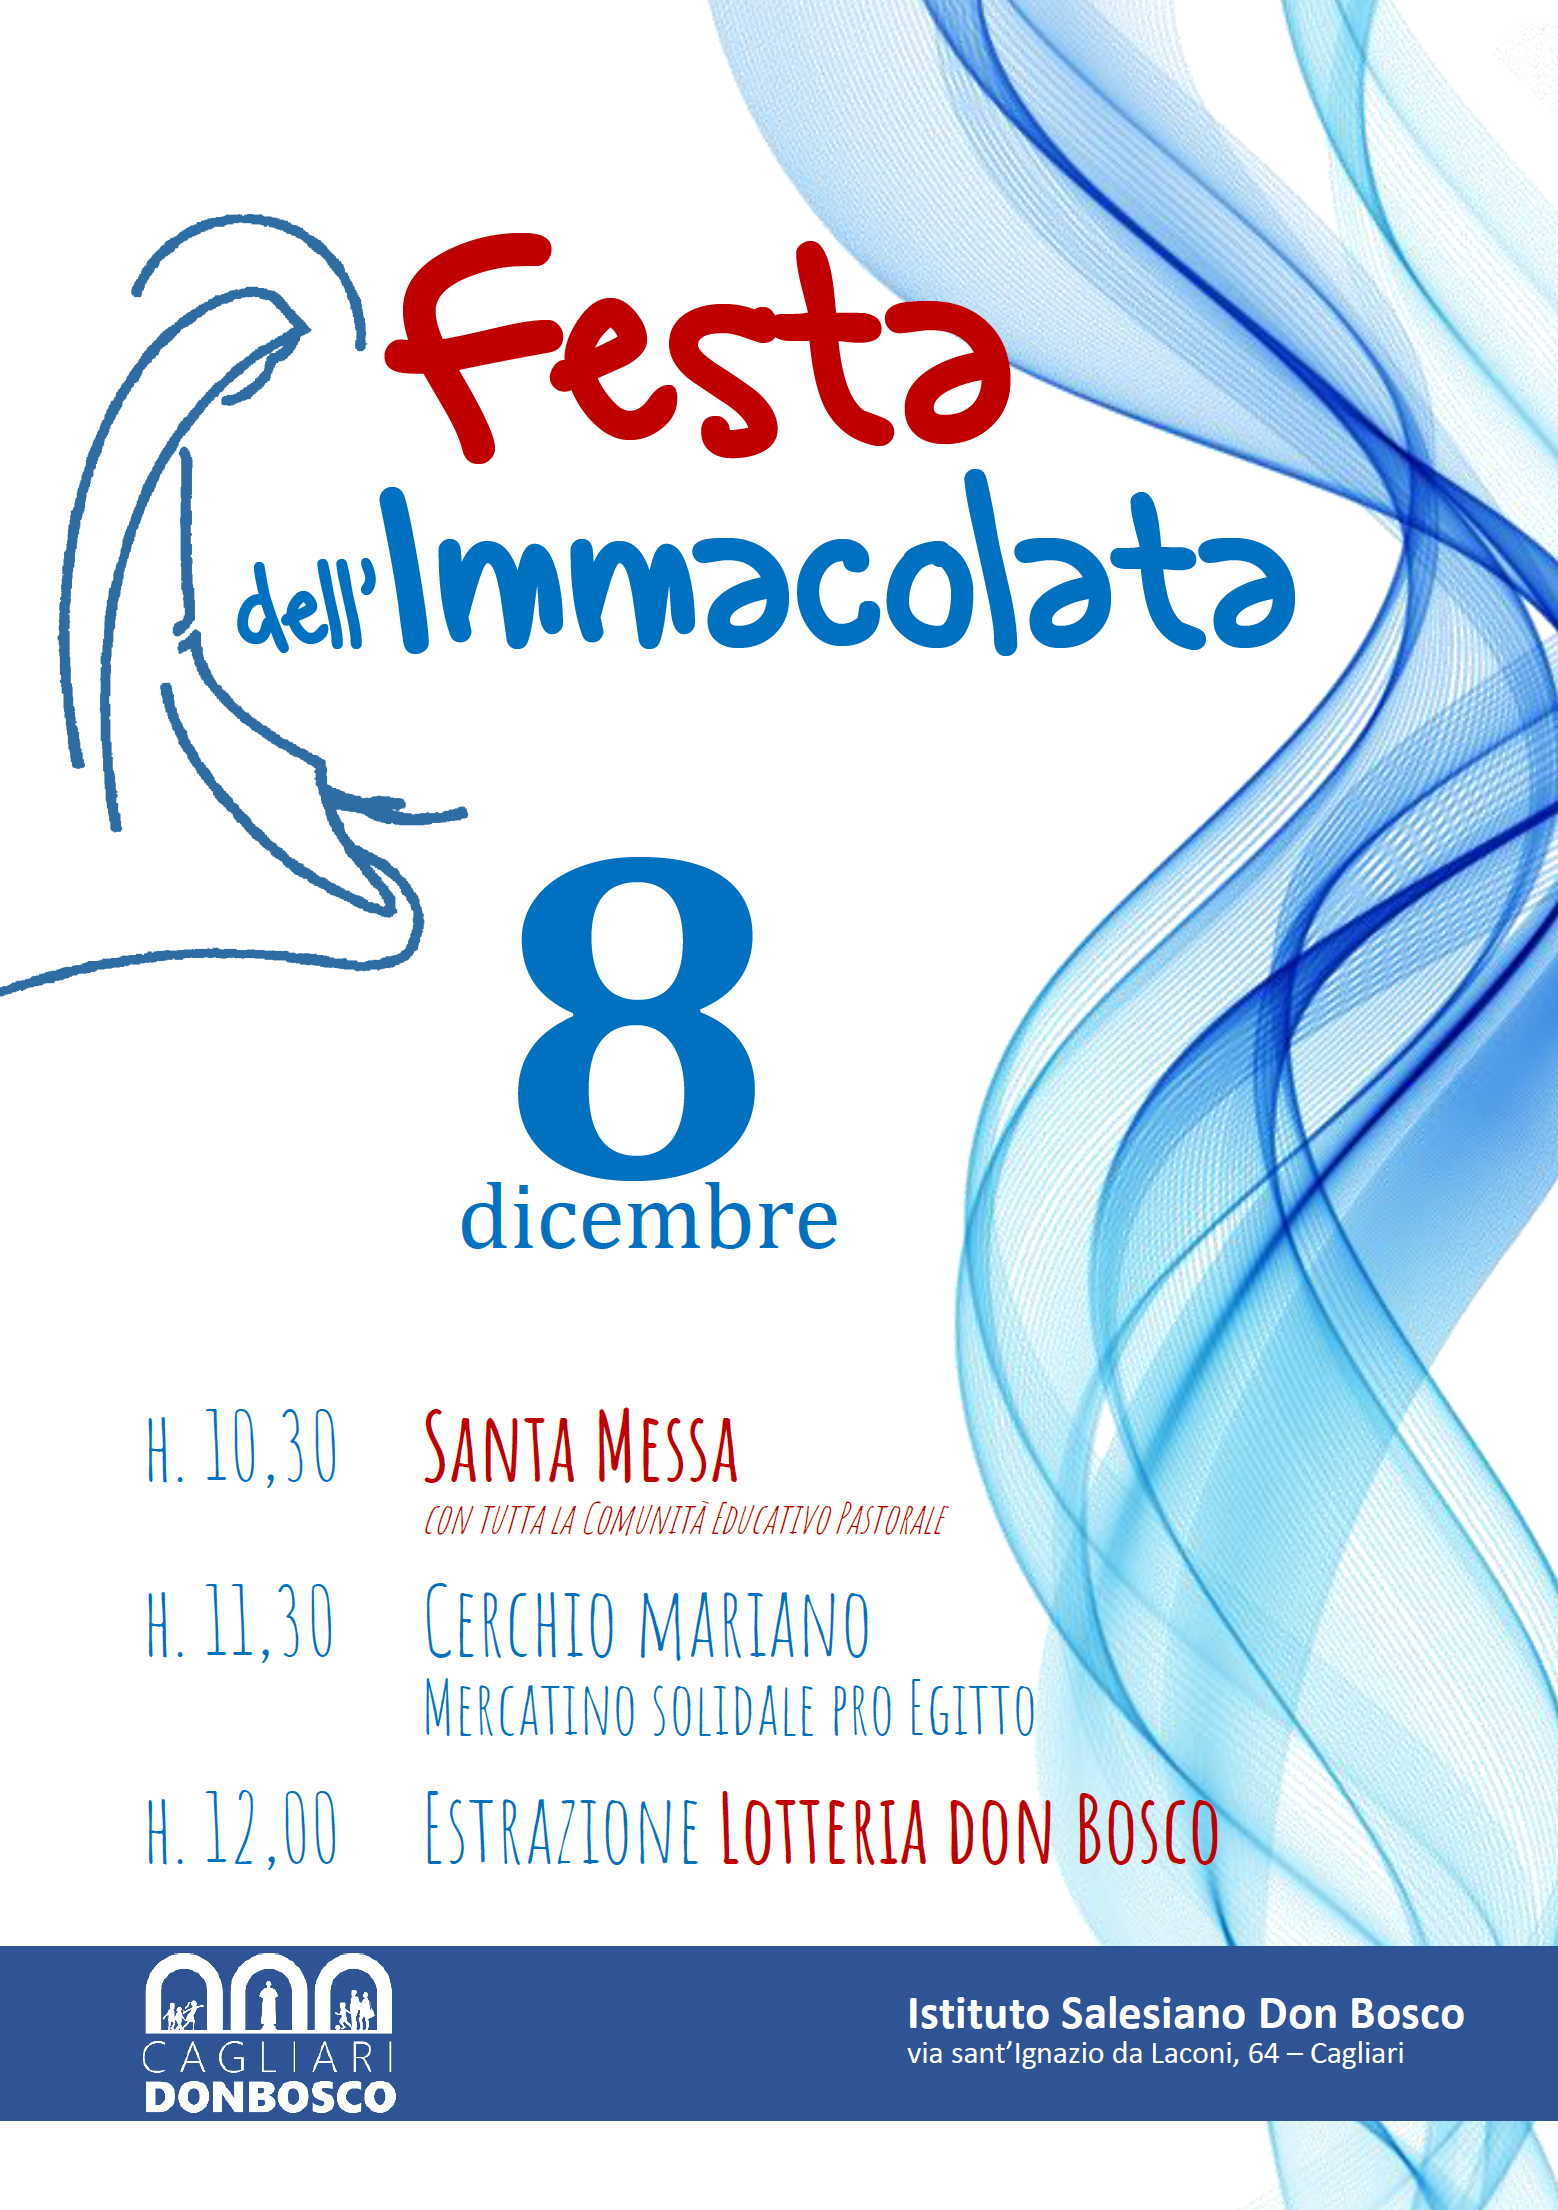 Festa
dell'Immacolata
8
dicembre
H. 10,30 Santa Messa
con tutta la Comunità Educativo Pastorale
H. 11,30 Cerchio mariano
Mercatino solidale pro Egitto
H. 12,00 Estrazione Lotteria don Bosco
CAGLIARI
DONBOSCO
Istituto Salesiano Don Bosco
via sant'Ignazio da Laconi, 64 – Cagliari